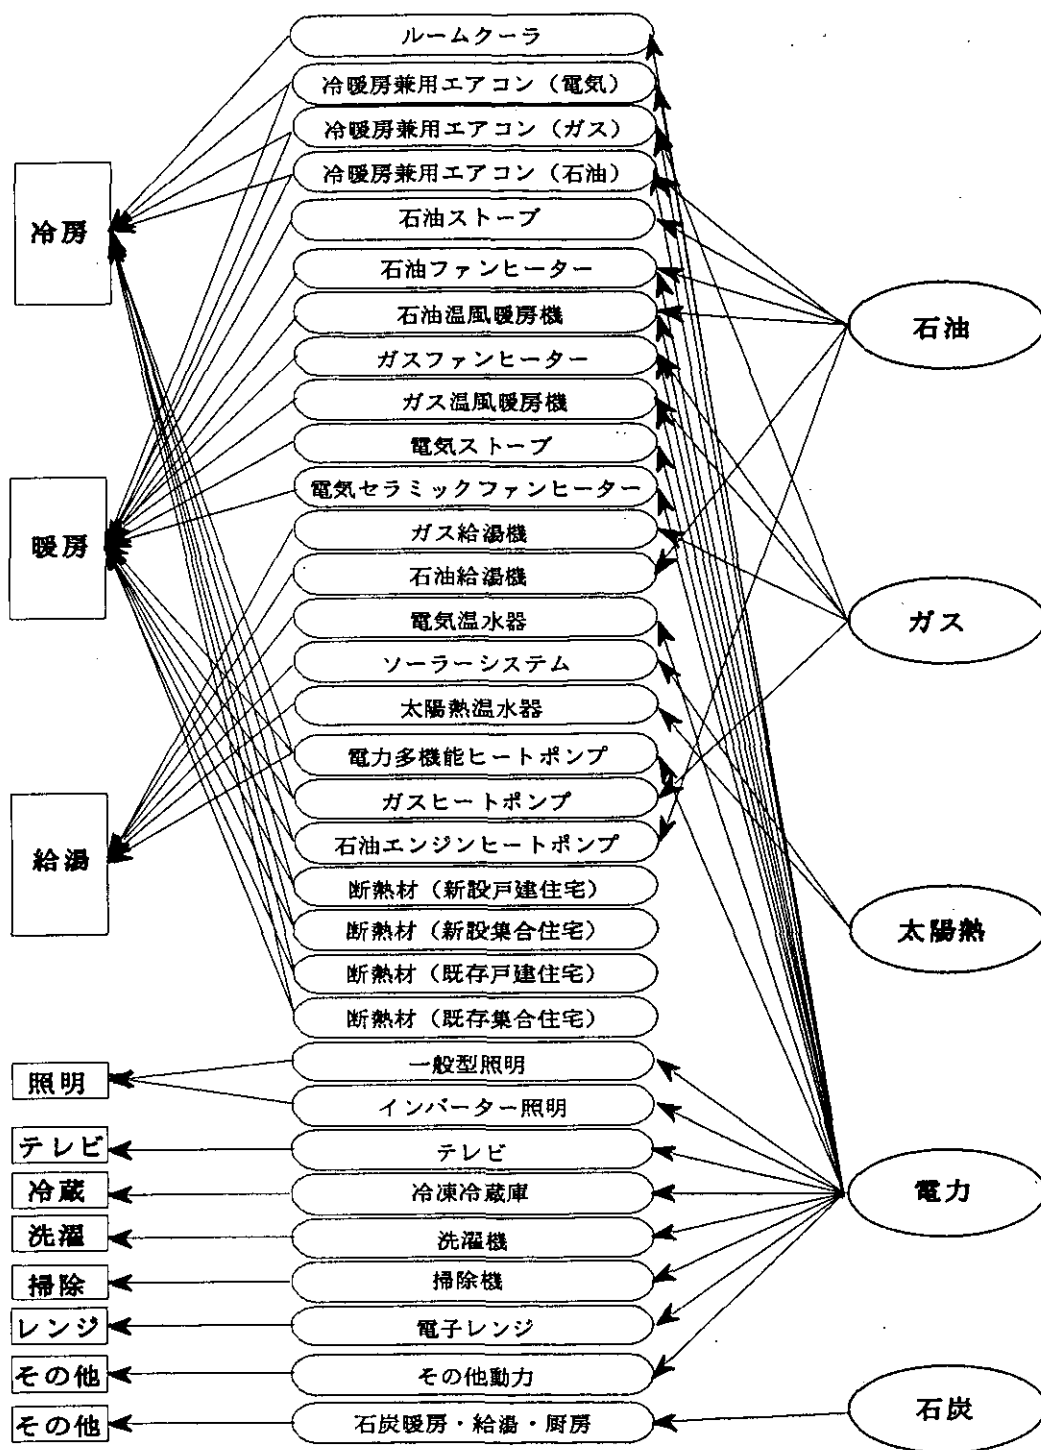 ルームクーラ
冷暖房兼用エアコン（電気）
冷暖房兼用エアコン（ガス）
冷暖房兼用エアコン（石油）
石油ストーブ
石油ファンヒーター
石油温風暖房機
ガスファンヒーター
ガス温風暖房機
電気ストーブ
電気セラミックファンヒーター
ガス給湯機
石油給湯機
電気温水器
ソーラーシステム
太陽熱温水器
電力多機能ヒートポンプ
ガスヒートポンプ
石油エンジンヒートポンプ
断熱材（新設戸建住宅）
断熱材（新設集合住宅）
断熱材（既存戸建住宅）
断熱材（既存集合住宅）
一般型照明
インバーター照明
テレビ
冷凍冷蔵庫
洗濯機
掃除機
電子レンジ
その他動力
石炭暖房・給湯・厨房
冷房
暖房
給湯
照明
テレビ
冷蔵
洗濯
掃除
レンジ
その他
その他
石油
ガス
太陽熱
電力
石炭